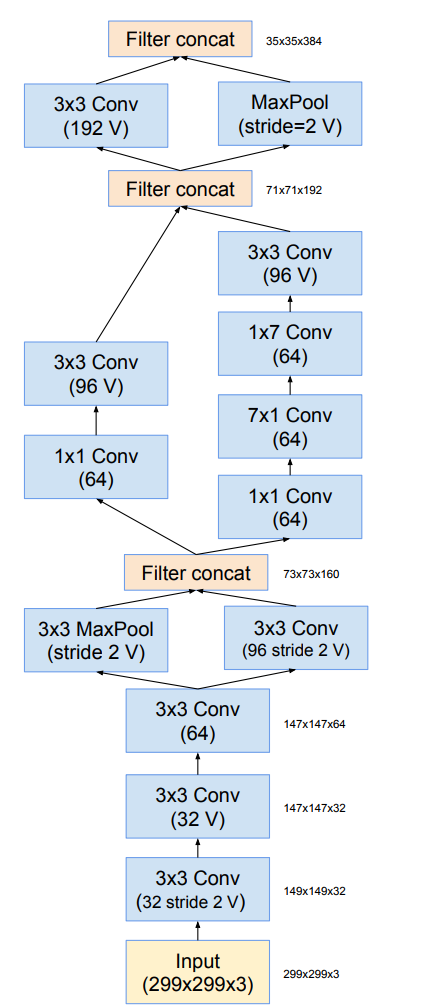 Filter concat
35x35x384
3x3 Conv
(192 V)
MaxPool
(stride=2 V)
Filter concat
71x71x192
3x3 Conv
(96 V)
1x7 Conv
(64)
3x3 Conv
(96 V)
7x1 Conv
(64)
1x1 Conv
(64)
1x1 Conv
(64)
Filter concat
73x73x160
3x3 MaxPool
(stride 2 V)
3x3 Conv
(96 stride 2 V)
3x3 Conv
(64)
147x147x64
3x3 Conv
(32 V)
147x147x32
3x3 Conv
(32 stride 2 V)
149x149x32
Input
(299x299x3)
299x299x3